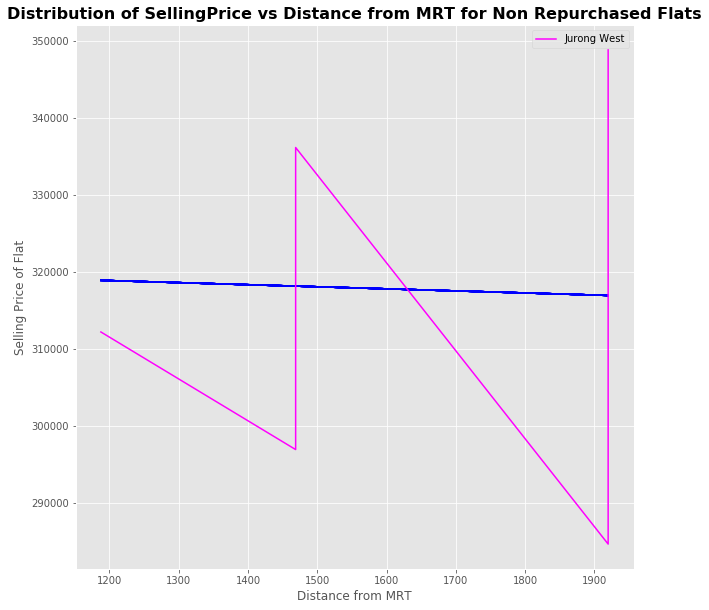 Distribution of SellingPrice vs Distance from MRT for Non Repurchased Flats
Jurong West
350000
340000
330000
320000
310000
300000
290000
Selling Price of Flat
1200 1300 1400 1500 1600 1700 1800 1900
Distance from MRT